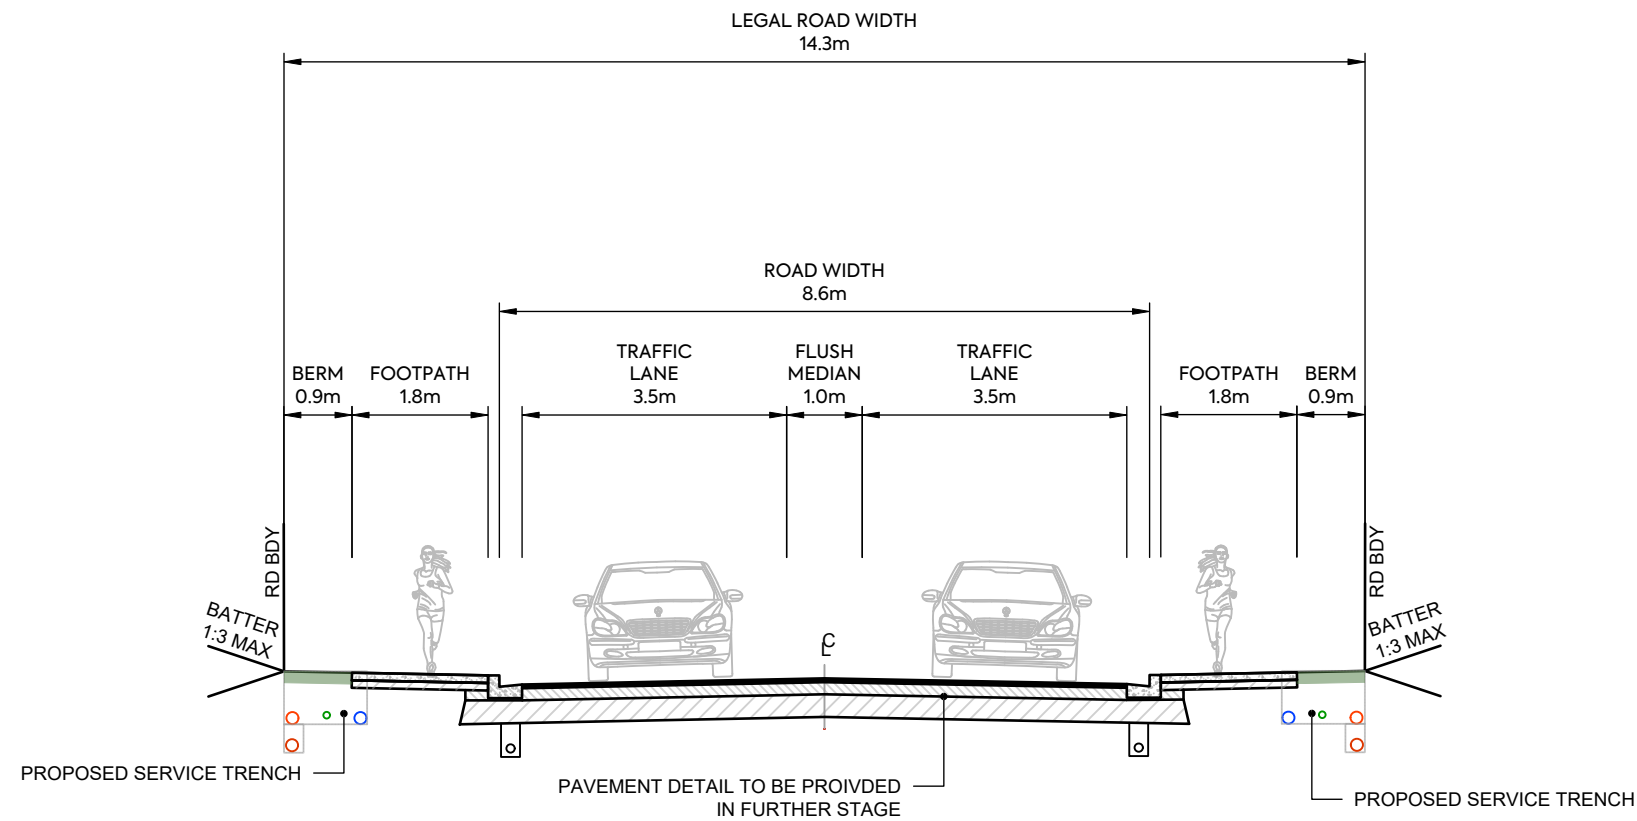 LEGAL ROAD WIDTH
14.3m
ROAD WIDTH
8.6m
BERM
0.9m
FOOTPATH
1.8m
TRAFFIC
LANE
3.5m
FLUSH
MEDIAN
1.0m
TRAFFIC
LANE
3.5m
FOOTPATH
1.8m
BERM
0.9m
RD BDY
RD BDY
BATTER
1:3 MAX
CL
BATTER
1:3 MAX
PROPOSED SERVICE TRENCH
PAVEMENT DETAIL TO BE PROIVDED
IN FURTHER STAGE
PROPOSED SERVICE TRENCH